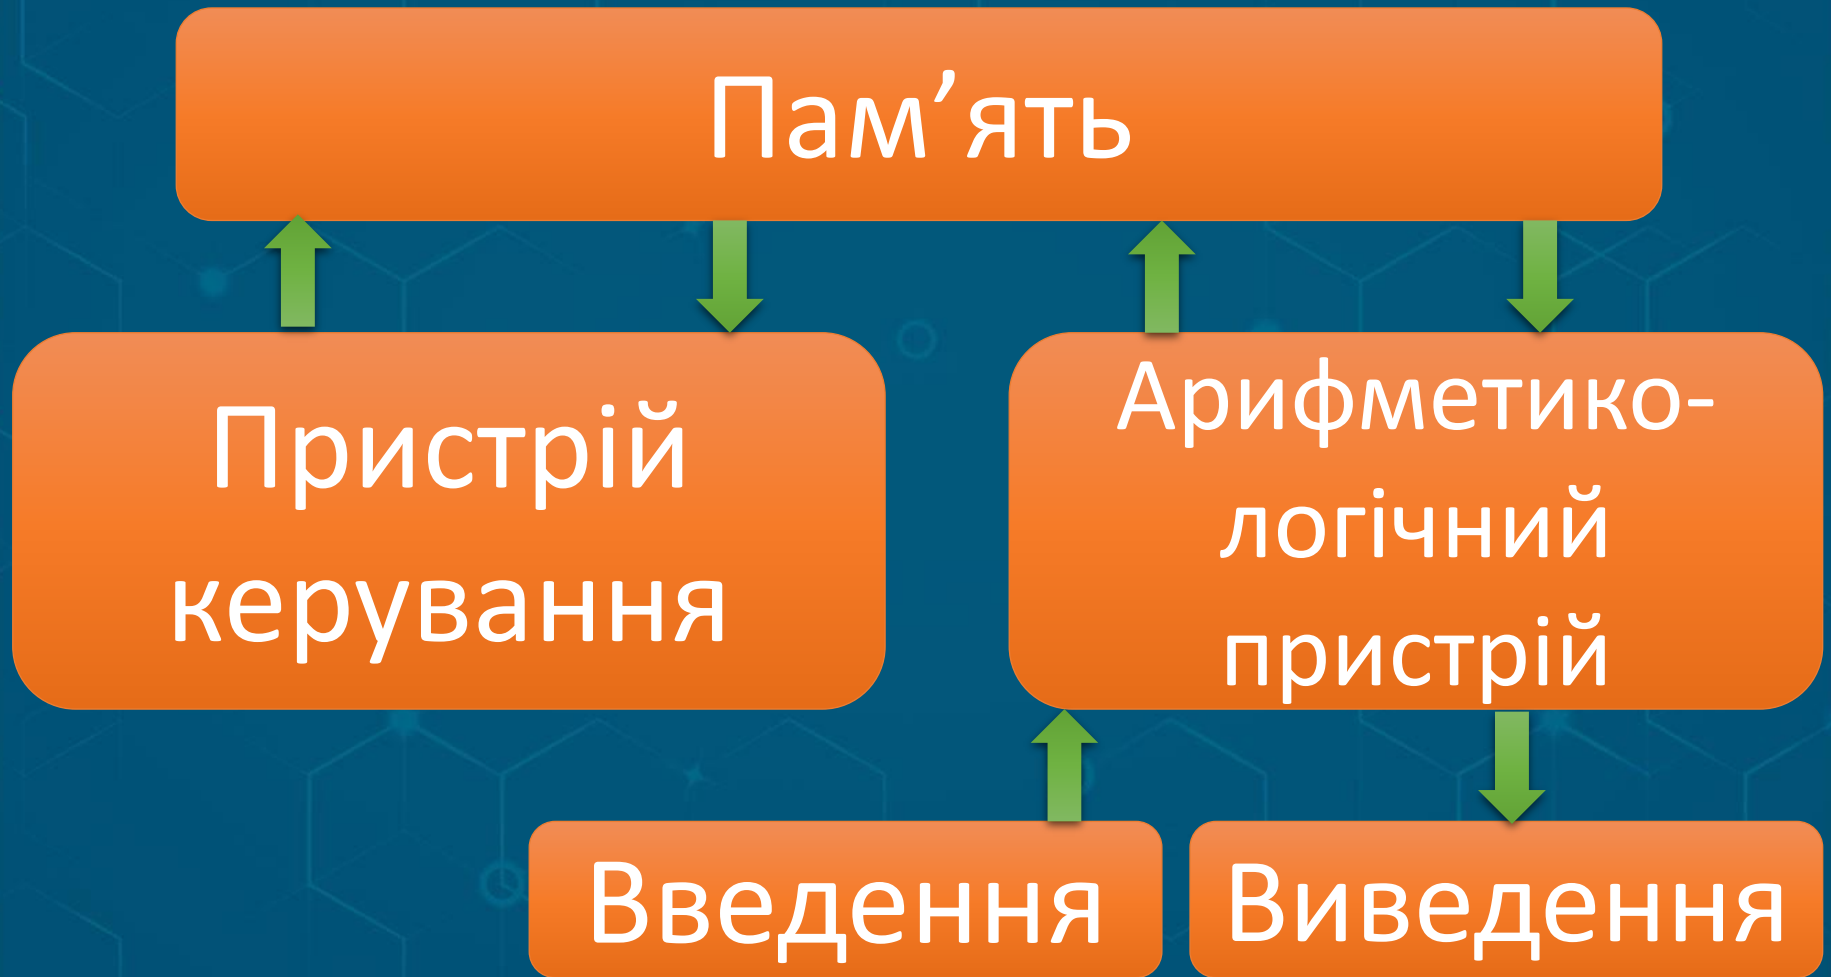 Пам’ять
Пристрій
керування
Арифметико-
логічний
пристрій
Введення
Виведення